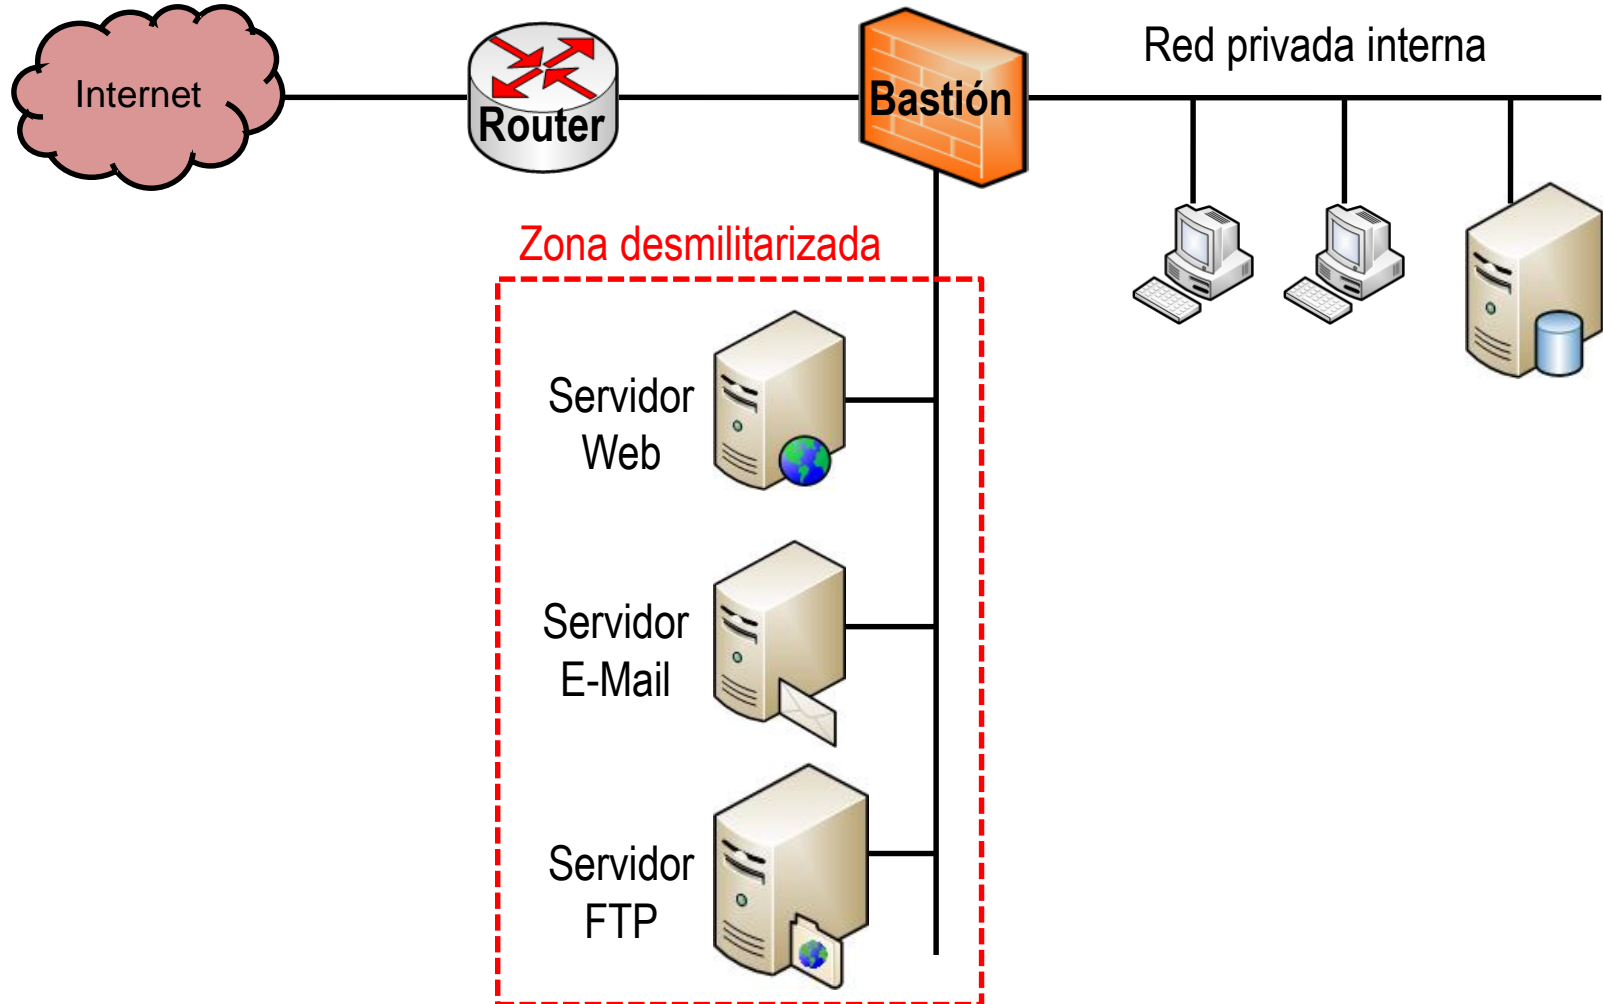 Red privada interna
Internet
Router
Bastión
Zona desmilitarizada
Servidor
Web
Servidor
E-Mail
Servidor
FTP